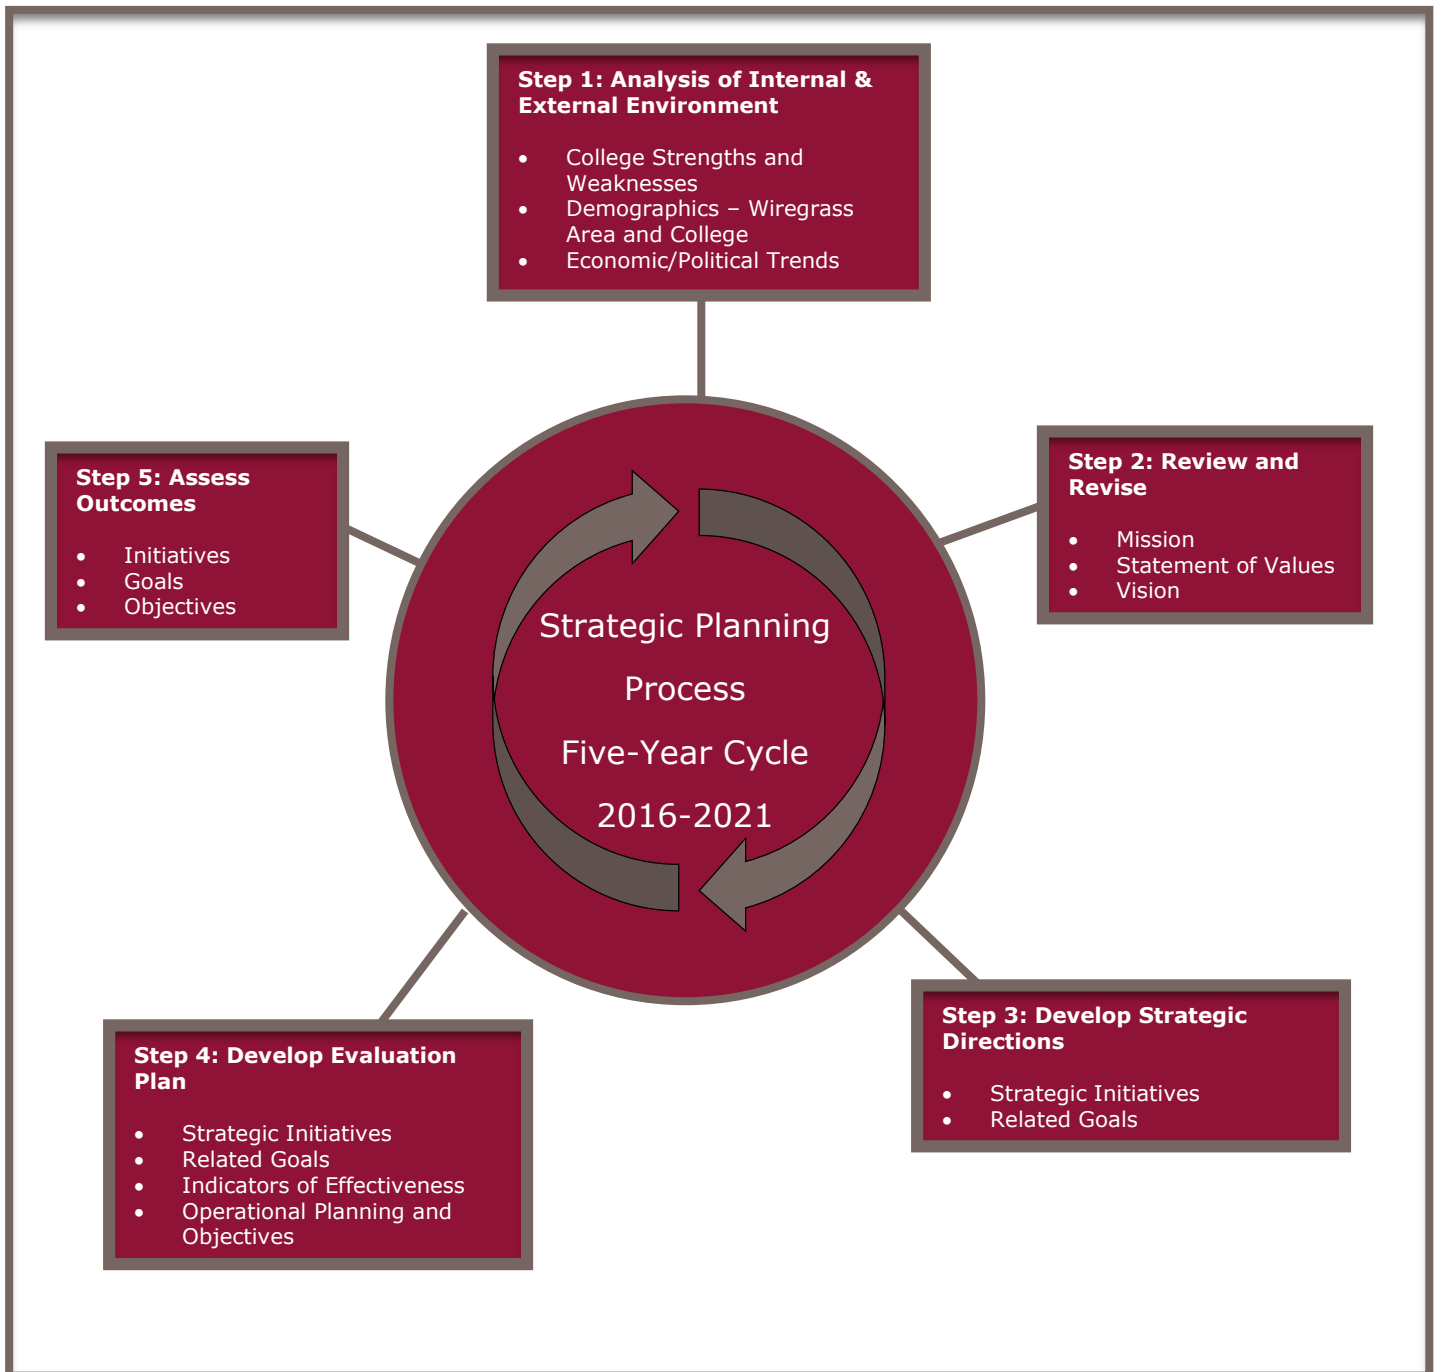 Step 1: Analysis of Internal &
External Environment
• College Strengths and
Weaknesses
• Demographics – Wiregrass
Area and College
• Economic/Political Trends
Step 2: Review and
Revise
• Mission
• Statement of Values
• Vision
Step 3: Develop Strategic
Directions
• Strategic Initiatives
• Related Goals
Step 4: Develop Evaluation
Plan
• Strategic Initiatives
• Related Goals
• Indicators of Effectiveness
• Operational Planning and
Objectives
Step 5: Assess
Outcomes
• Initiatives
• Goals
• Objectives
Strategic Planning
Process
Five-Year Cycle
2016-2021